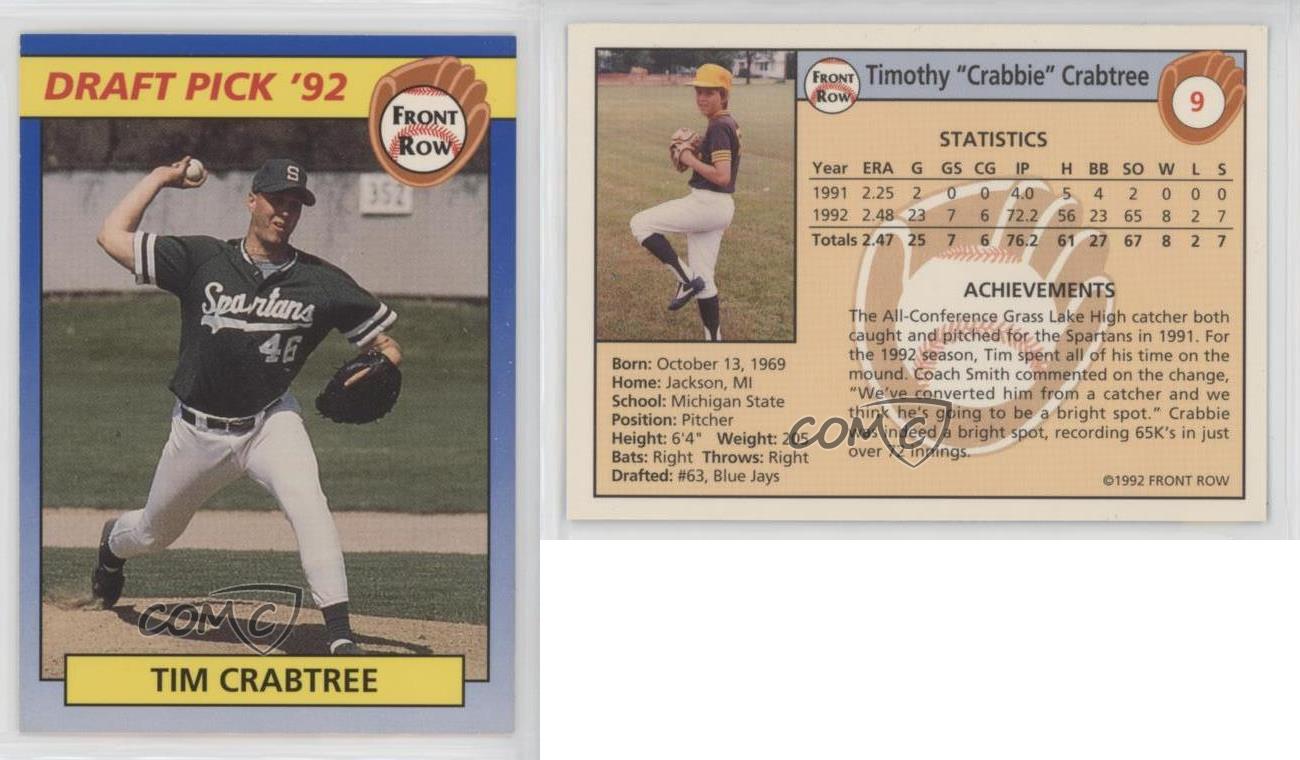 DRAFT PICK '92
FRONT
ROW
352
S
Spartans
46
COMC
TIM CRABTREE
FRONT
ROW
Timothy "Crabbie" Crabtree
9
STATISTICS
Year ERA G GS CG IP H BB SO W L S
1991 2.25 2 0 0 4.0 5 4 2 0 0 0
1992 2.48 23 7 6 72.2 56 23 65 8 2 7
Totals 2.47 25 7 6 76.2 61 27 67 8 2 7
ACHIEVEMENTS
The All-Conference Grass Lake High catcher both
caught and pitched for the Spartans in 1991. For
the 1992 season, Tim spent all of his time on the
mound. Coach Smith commented on the change,
"We've converted him from a catcher and we
think he's going to be a bright spot." Crabbie
was indeed a bright spot, recording 65K's in just
over 72 innings.
Born: October 13, 1969
Home: Jackson, MI
School: Michigan State
Position: Pitcher
Height: 6'4" Weight: 205
Bats: Right Throws: Right
Drafted: #63, Blue Jays
COMC
©1992 FRONT ROW